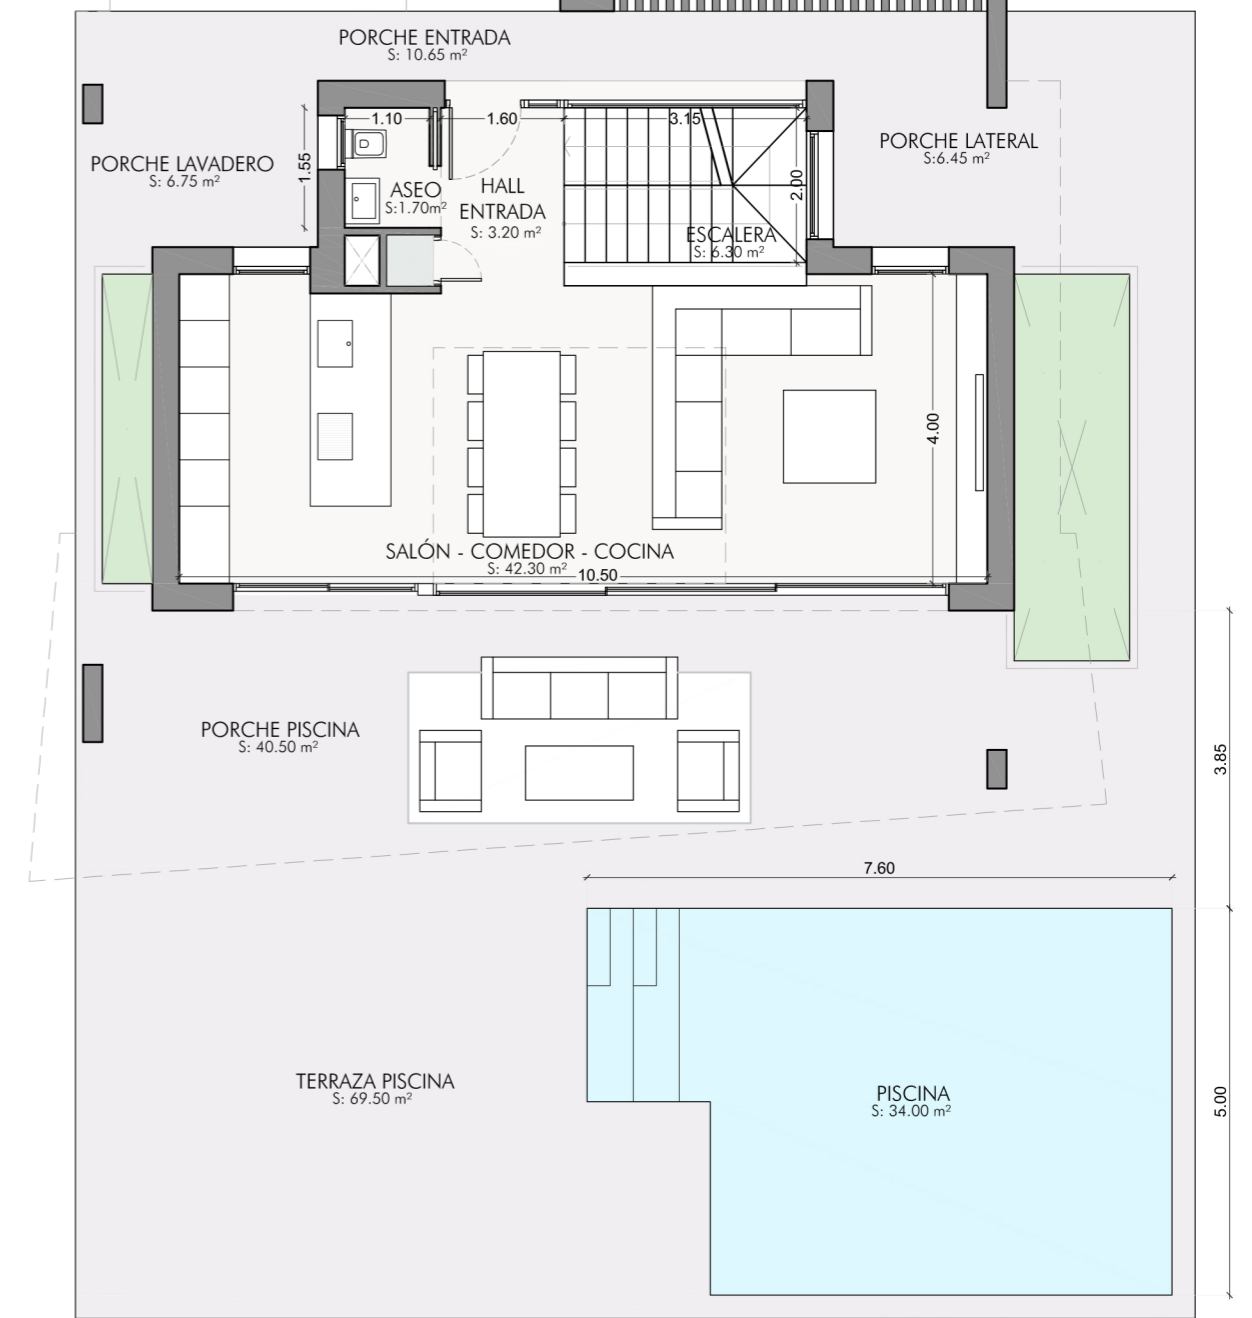 PORCHE ENTRADA
S: 10.65 m²
1.10
1.60
3.15
PORCHE LATERAL
S:6.45 m²
PORCHE LAVADERO
S: 6.75 m²
1.55
ASEO
S:1.70m²
HALL
ENTRADA
S: 3.20 m²
2.00
ESCALERA
S: 6.30 m²
4.00
SALÓN - COMEDOR - COCINA
S: 42.30 m²
10.50
PORCHE PISCINA
S: 40.50 m²
3.85
7.60
TERRAZA PISCINA
S: 69.50 m²
PISCINA
S: 34.00 m²
5.00